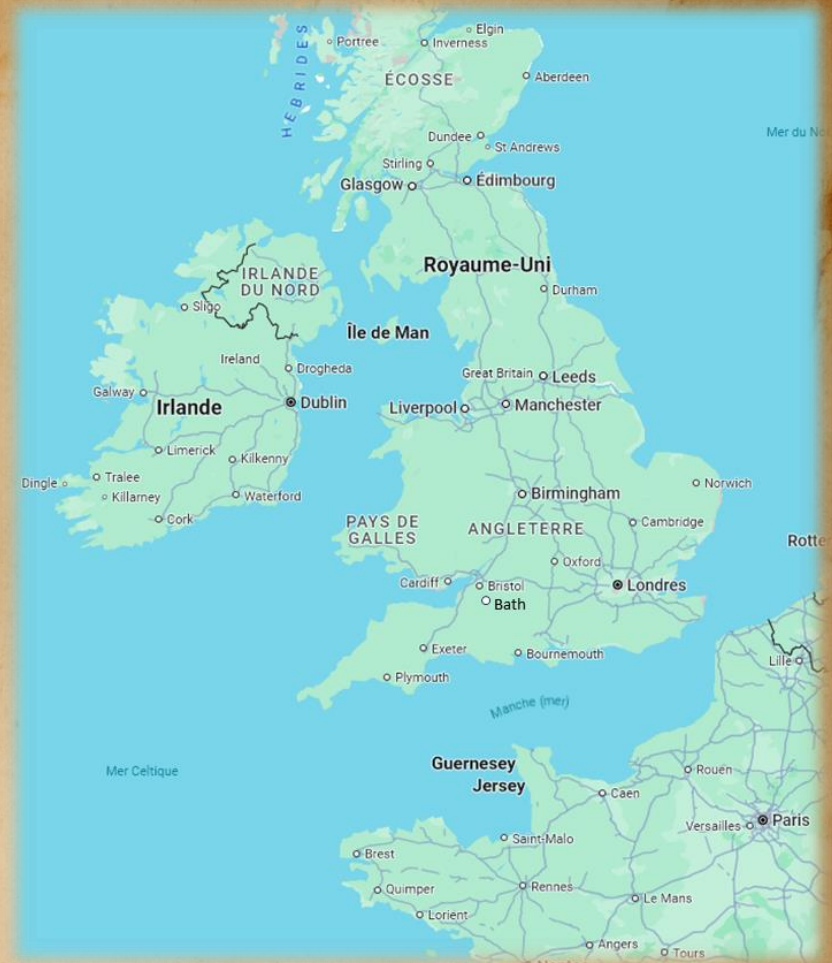 Elgin
Portree
Inverness
HEBRIDES
ÉCOSSE
Aberdeen
Mer du No
Dundee
St Andrews
Stirling
Glasgow
Édimbourg
Royaume-Uni
IRLANDE
DU NORD
Durham
Sligo
Île de Man
Ireland
Drogheda
Great Britain
Leeds
Galway
Irlande
Dublin
Liverpool
Manchester
Limerick
Kilkenny
Dingle
Tralee
Killarney
Waterford
Cork
Norwich
Birmingham
PAYS DE
GALLES
ANGLETERRE
Cambridge
Rotte
Oxford
Cardiff
Bristol
Londres
Bath
Exeter
Bournemouth
Lille
Plymouth
Manche (mer)
Mer Celtique
Guernesey
Jersey
Rouen
Caen
Paris
Versailles
Saint-Malo
Brest
Quimper
Rennes
Le Mans
Lorient
Angers
Tours